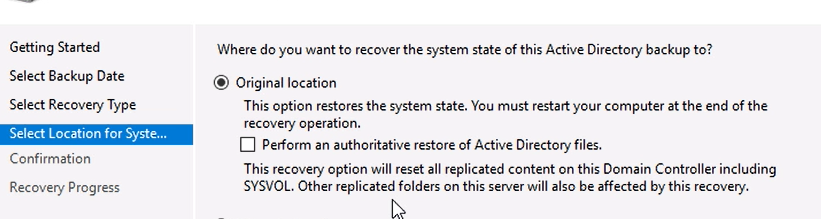 Getting Started
Select Backup Date
Select Recovery Type
Select Location for Syste...
Confirmation
Recovery Progress
Where do you want to recover the system state of this Active Directory backup to?
Original location
This option restores the system state. You must restart your computer at the end of the
recovery operation.
Perform an authoritative restore of Active Directory files.
This recovery option will reset all replicated content on this Domain Controller including
SYSVOL. Other replicated folders on this server will also be affected by this recovery.